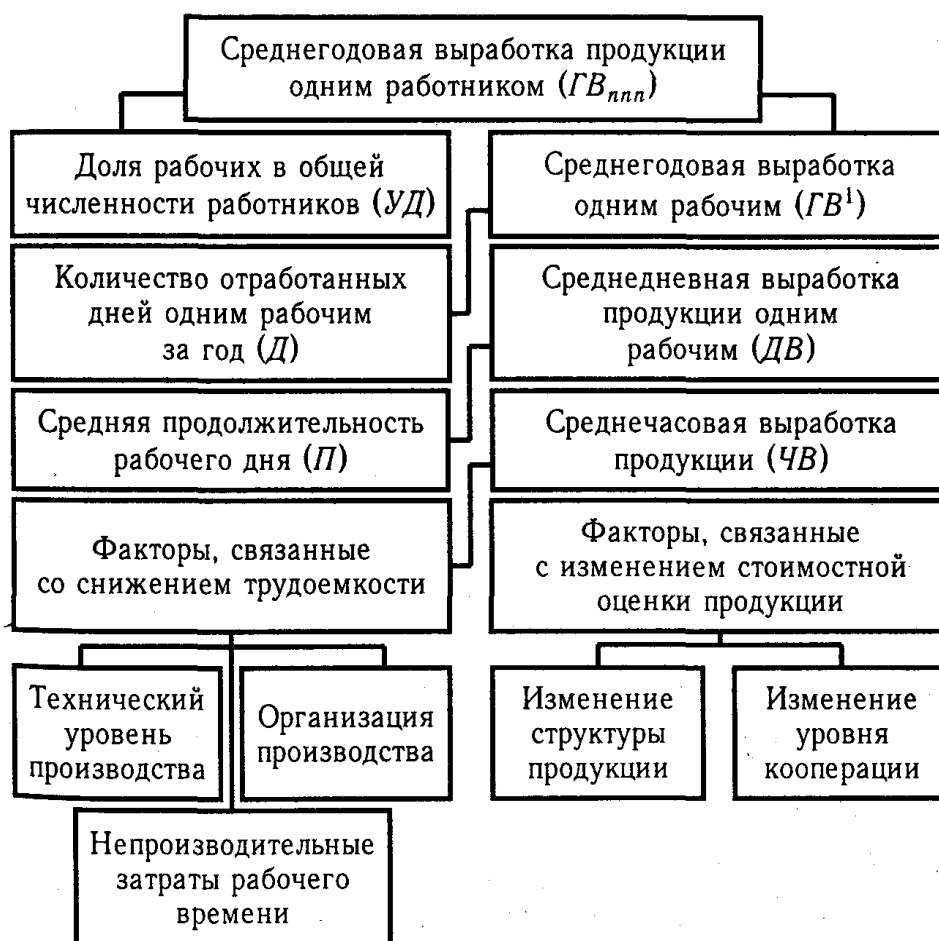 Среднегодовая выработка продукции
одним работником (ГВппп)
Доля рабочих в общей
численности работников (УД)
Среднегодовая выработка
одним рабочим (ГВ¹)
Количество отработанных
дней одним рабочим
за год (Д)
Среднедневная выработка
продукции одним
рабочим (ДВ)
Средняя продолжительность
рабочего дня (П)
Среднечасовая выработка
продукции (ЧВ)
Факторы, связанные
со снижением трудоемкости
Факторы, связанные
с изменением стоимостной
оценки продукции
Технический
уровень
производства
Организация
производства
Изменение
структуры
продукции
Изменение
уровня
кооперации
Непроизводительные
затраты рабочего
времени